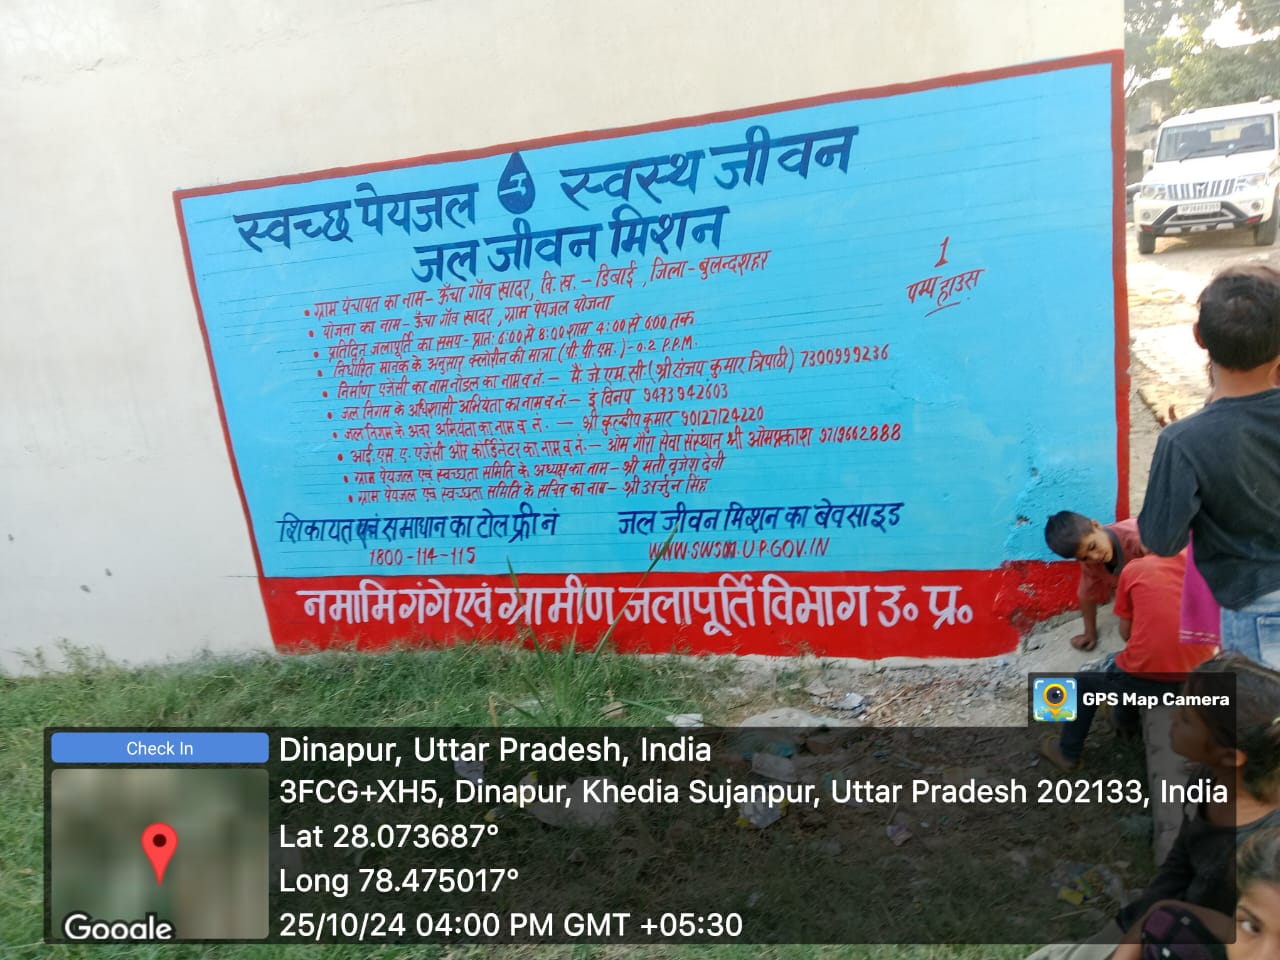 स्वच्छ पेयजल स्वस्थ जीवन
जल जीवन मिशन
1
पम्प हाउस
• ग्राम पंचायत का नाम - ऊँचा गाँव खादर, वि. ख. - डिबाई, जिला - बुलन्दशहर
• योजना का नाम - ऊँचा गाँव खादर, ग्राम पेयजल योजना
• प्रतिदिन जलापूर्ति का समय - प्रातः 6:00 से 8:00 शाम 4:00 से 6:00 तक
• निर्धारित मानक के अनुसार क्लोरीन की मात्रा (पी. पी. एम.) - 0.2 P.P.M.
• निर्माण एजेंसी का नाम नोडल का नाम व नं. - मै. जे. एम. सी. (श्री संजय कुमार त्रिपाठी) 7300999236
• जल निगम के अधिशासी अभियंता का नाम व नं. - इं विनय 9473942603
• जल निगम के अवर अभियंता का नाम व नं. - श्री कुल्दीप कुमार 9012724220
• आई. एस. ए. एजेंसी और कोर्डिनेटर का नाम व नं. - ओम गौरा सेवा संस्थान श्री ओमप्रकाश 9719662888
• ग्राम पेयजल एवं स्वच्छता समिति के अध्यक्ष का नाम - श्री मती वृजेश देवी
• ग्राम पेयजल एवं स्वच्छता समिति के सचिव का नाम - श्री अर्जुन सिंह
शिकायत एवं समाधान का टोल फ्री नं जल जीवन मिशन का बेवसाइड
1800-114-115 WWW.SWSM.UP.GOV.IN
नमामि गंगे एवं ग्रामीण जलापूर्ति विभाग उ० प्र०
GPS Map Camera
Check In
Dinapur, Uttar Pradesh, India
3FCG+XH5, Dinapur, Khedia Sujanpur, Uttar Pradesh 202133, India
Lat 28.073687°
Long 78.475017°
25/10/24 04:00 PM GMT +05:30
Google